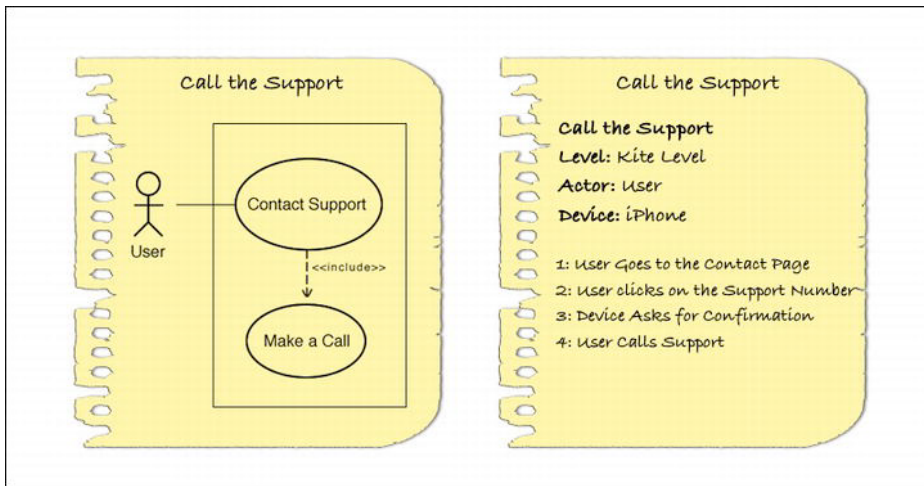 Call the Support
Contact Support
User
<<include>>
Make a Call
Call the Support
Call the Support
Level: Kite Level
Actor: User
Device: iPhone
1: User Goes to the Contact Page
2: User clicks on the Support Number
3: Device Asks for Confirmation
4: User Calls Support